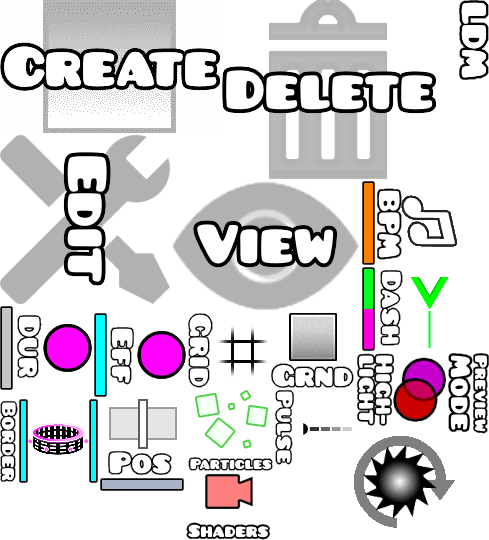 CREATE
DELETE
LDM
EDIT
VIEW
BPM
DASH
DUR
EFF
GRID
GRND
HIGH-
LIGHT
PREVIEW
MODE
BORDER
POS
PARTICLES
PULSE
SHADERS